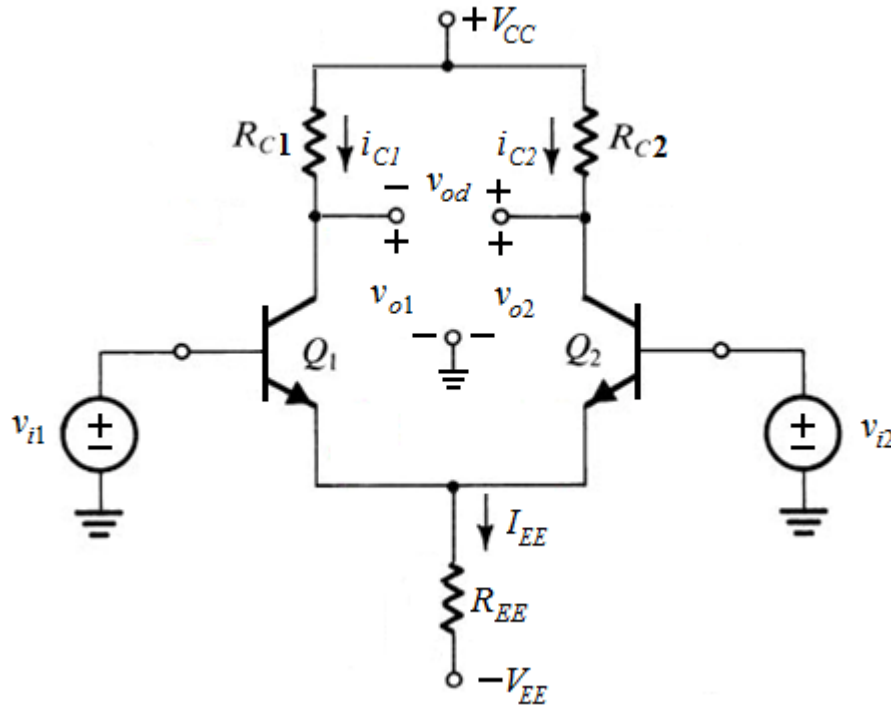 +V_CC
R_C1 i_C1 i_C2 R_C2
− v_od +
+ +
v_o1 v_o2
− −
Q_1 Q_2
v_i1 + − + − v_i2
I_EE
R_EE
−V_EE